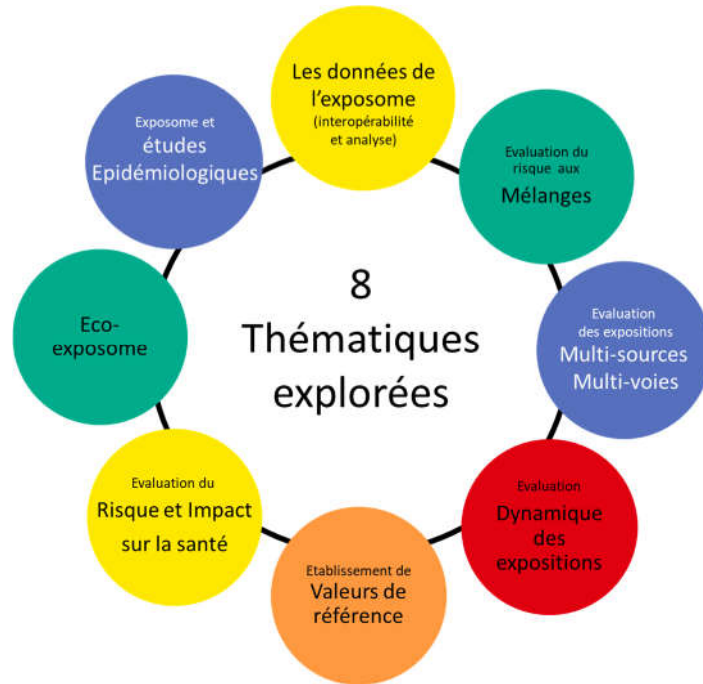 Les données de
l'exposome
(interopérabilité
et analyse)
Evaluation du
risque aux
Mélanges
Evaluation
des expositions
Multi-sources
Multi-voies
Evaluation
Dynamique
des
expositions
Etablissement de
Valeurs de
référence
Evaluation du
Risque et Impact
sur la santé
Eco-
exposome
Exposome et
études
Epidémiologiques
8
Thématiques
explorées